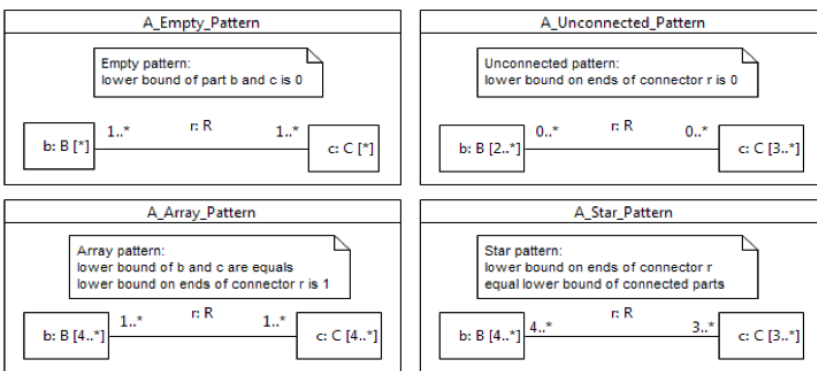 A_Empty_Pattern
Empty pattern:
lower bound of part b and c is 0
1..*
r: R
1..*
b: B [*]
c: C [*]
A_Unconnected_Pattern
Unconnected pattern:
lower bound on ends of connector r is 0
0..*
r: R
0..*
b: B [2..*]
c: C [3..*]
A_Array_Pattern
Array pattern:
lower bound of b and c are equals
lower bound on ends of connector r is 1
1..*
r: R
1..*
b: B [4..*]
c: C [4..*]
A_Star_Pattern
Star pattern:
lower bound on ends of connector r
equal lower bound of connected parts
4..*
r: R
3..*
b: B [4..*]
c: C [3..*]